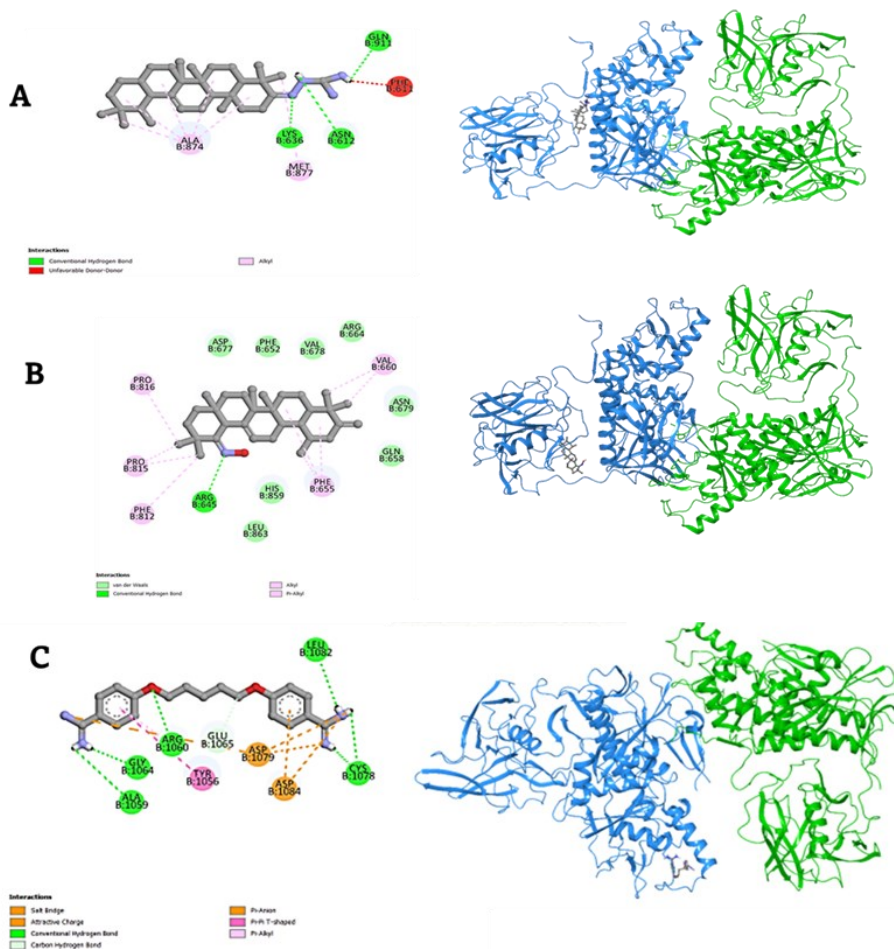 A
GLN
B:911
PHE
LYS
B:636
ASN
B:612
ALA
B:874
MET
B:877
Interactions
Conventional Hydrogen Bond
Unfavorable Donor-Donor
Alkyl
B
ASP
B:677
PHE
B:652
VAL
B:678
ARG
B:664
PRO
B:816
VAL
B:660
ASN
B:679
GLN
B:658
PRO
B:815
PHE
B:812
ARG
B:645
HIS
B:859
PHE
B:655
LEU
B:863
Interactions
van der Waals
Conventional Hydrogen Bond
Alkyl
Pi-Alkyl
C
LEU
B:1082
ARG
B:1060
GLU
B:1065
ASP
B:1079
GLY
B:1064
TYR
B:1056
ASP
B:1084
CYS
B:1078
ALA
B:1059
Interactions
Salt Bridge
Attractive Charge
Conventional Hydrogen Bond
Carbon Hydrogen Bond
Pi-Anion
Pi-Pi T-shaped
Pi-Alkyl